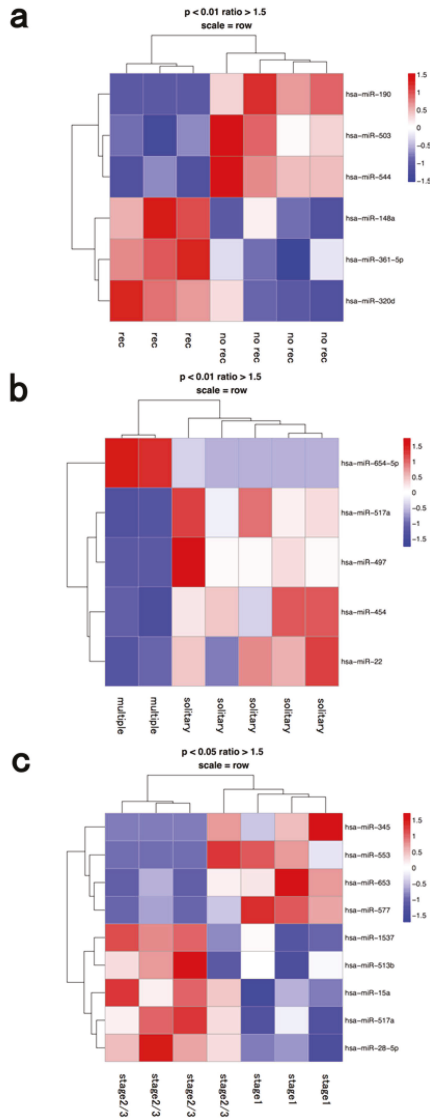 a
p < 0.01 ratio > 1.5
scale = row
hsa-miR-190
hsa-miR-503
hsa-miR-544
hsa-miR-148a
hsa-miR-361-5p
hsa-miR-320d
1.5
1
0.5
0
-0.5
-1
-1.5
rec
rec
rec
no rec
no rec
no rec
no rec
b
p < 0.01 ratio > 1.5
scale = row
hsa-miR-654-5p
hsa-miR-517a
hsa-miR-497
hsa-miR-454
hsa-miR-22
1.5
1
0.5
0
-0.5
-1
-1.5
multiple
multiple
solitary
solitary
solitary
solitary
solitary
c
p < 0.05 ratio > 1.5
scale = row
hsa-miR-345
hsa-miR-553
hsa-miR-653
hsa-miR-577
hsa-miR-1537
hsa-miR-513b
hsa-miR-15a
hsa-miR-517a
hsa-miR-28-5p
1.5
1
0.5
0
-0.5
-1
-1.5
stage2/3
stage2/3
stage2/3
stage2/3
stage1
stage1
stage1